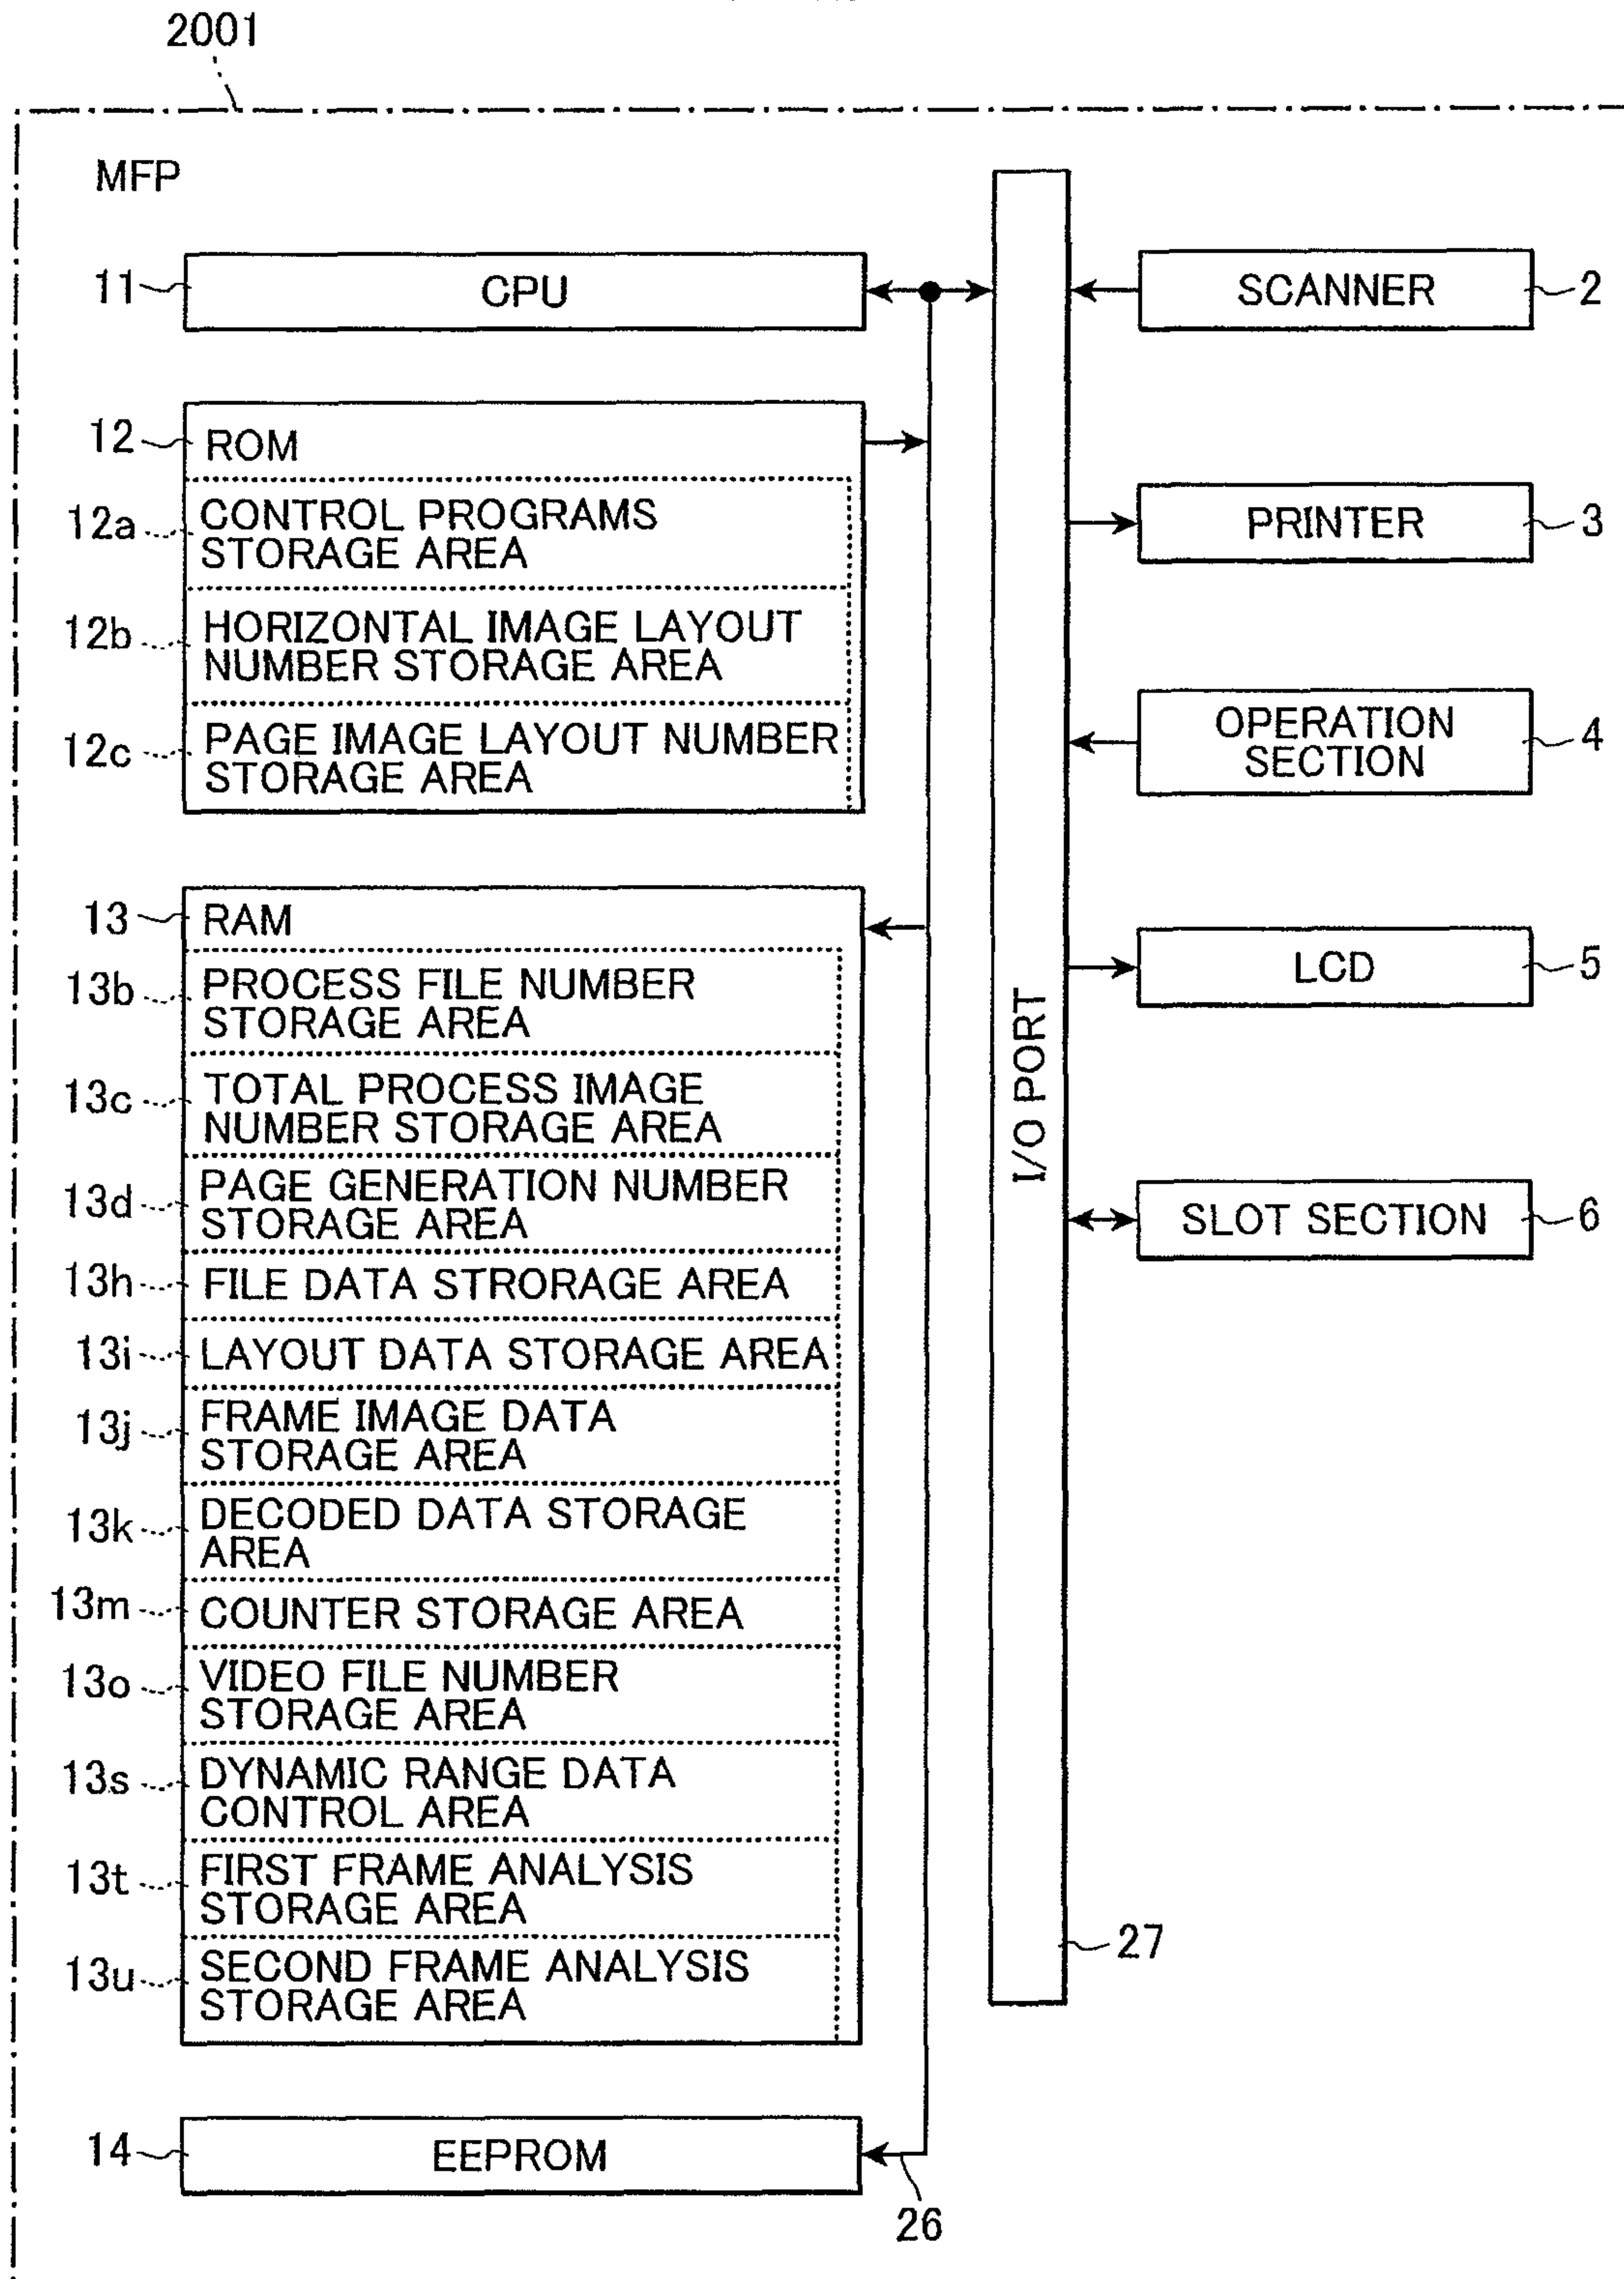 2001
MFP
11
CPU
SCANNER
2
12
ROM
12a
CONTROL PROGRAMS
STORAGE AREA
PRINTER
3
12b
HORIZONTAL IMAGE LAYOUT
NUMBER STORAGE AREA
12c
PAGE IMAGE LAYOUT NUMBER
STORAGE AREA
OPERATION
SECTION
4
13
RAM
13b
PROCESS FILE NUMBER
STORAGE AREA
LCD
5
13c
TOTAL PROCESS IMAGE
NUMBER STORAGE AREA
I/O PORT
13d
PAGE GENERATION NUMBER
STORAGE AREA
SLOT SECTION
6
13h
FILE DATA STRORAGE AREA
13i
LAYOUT DATA STORAGE AREA
13j
FRAME IMAGE DATA
STORAGE AREA
13k
DECODED DATA STORAGE
AREA
13m
COUNTER STORAGE AREA
13o
VIDEO FILE NUMBER
STORAGE AREA
13s
DYNAMIC RANGE DATA
CONTROL AREA
13t
FIRST FRAME ANALYSIS
STORAGE AREA
27
13u
SECOND FRAME ANALYSIS
STORAGE AREA
14
EEPROM
26